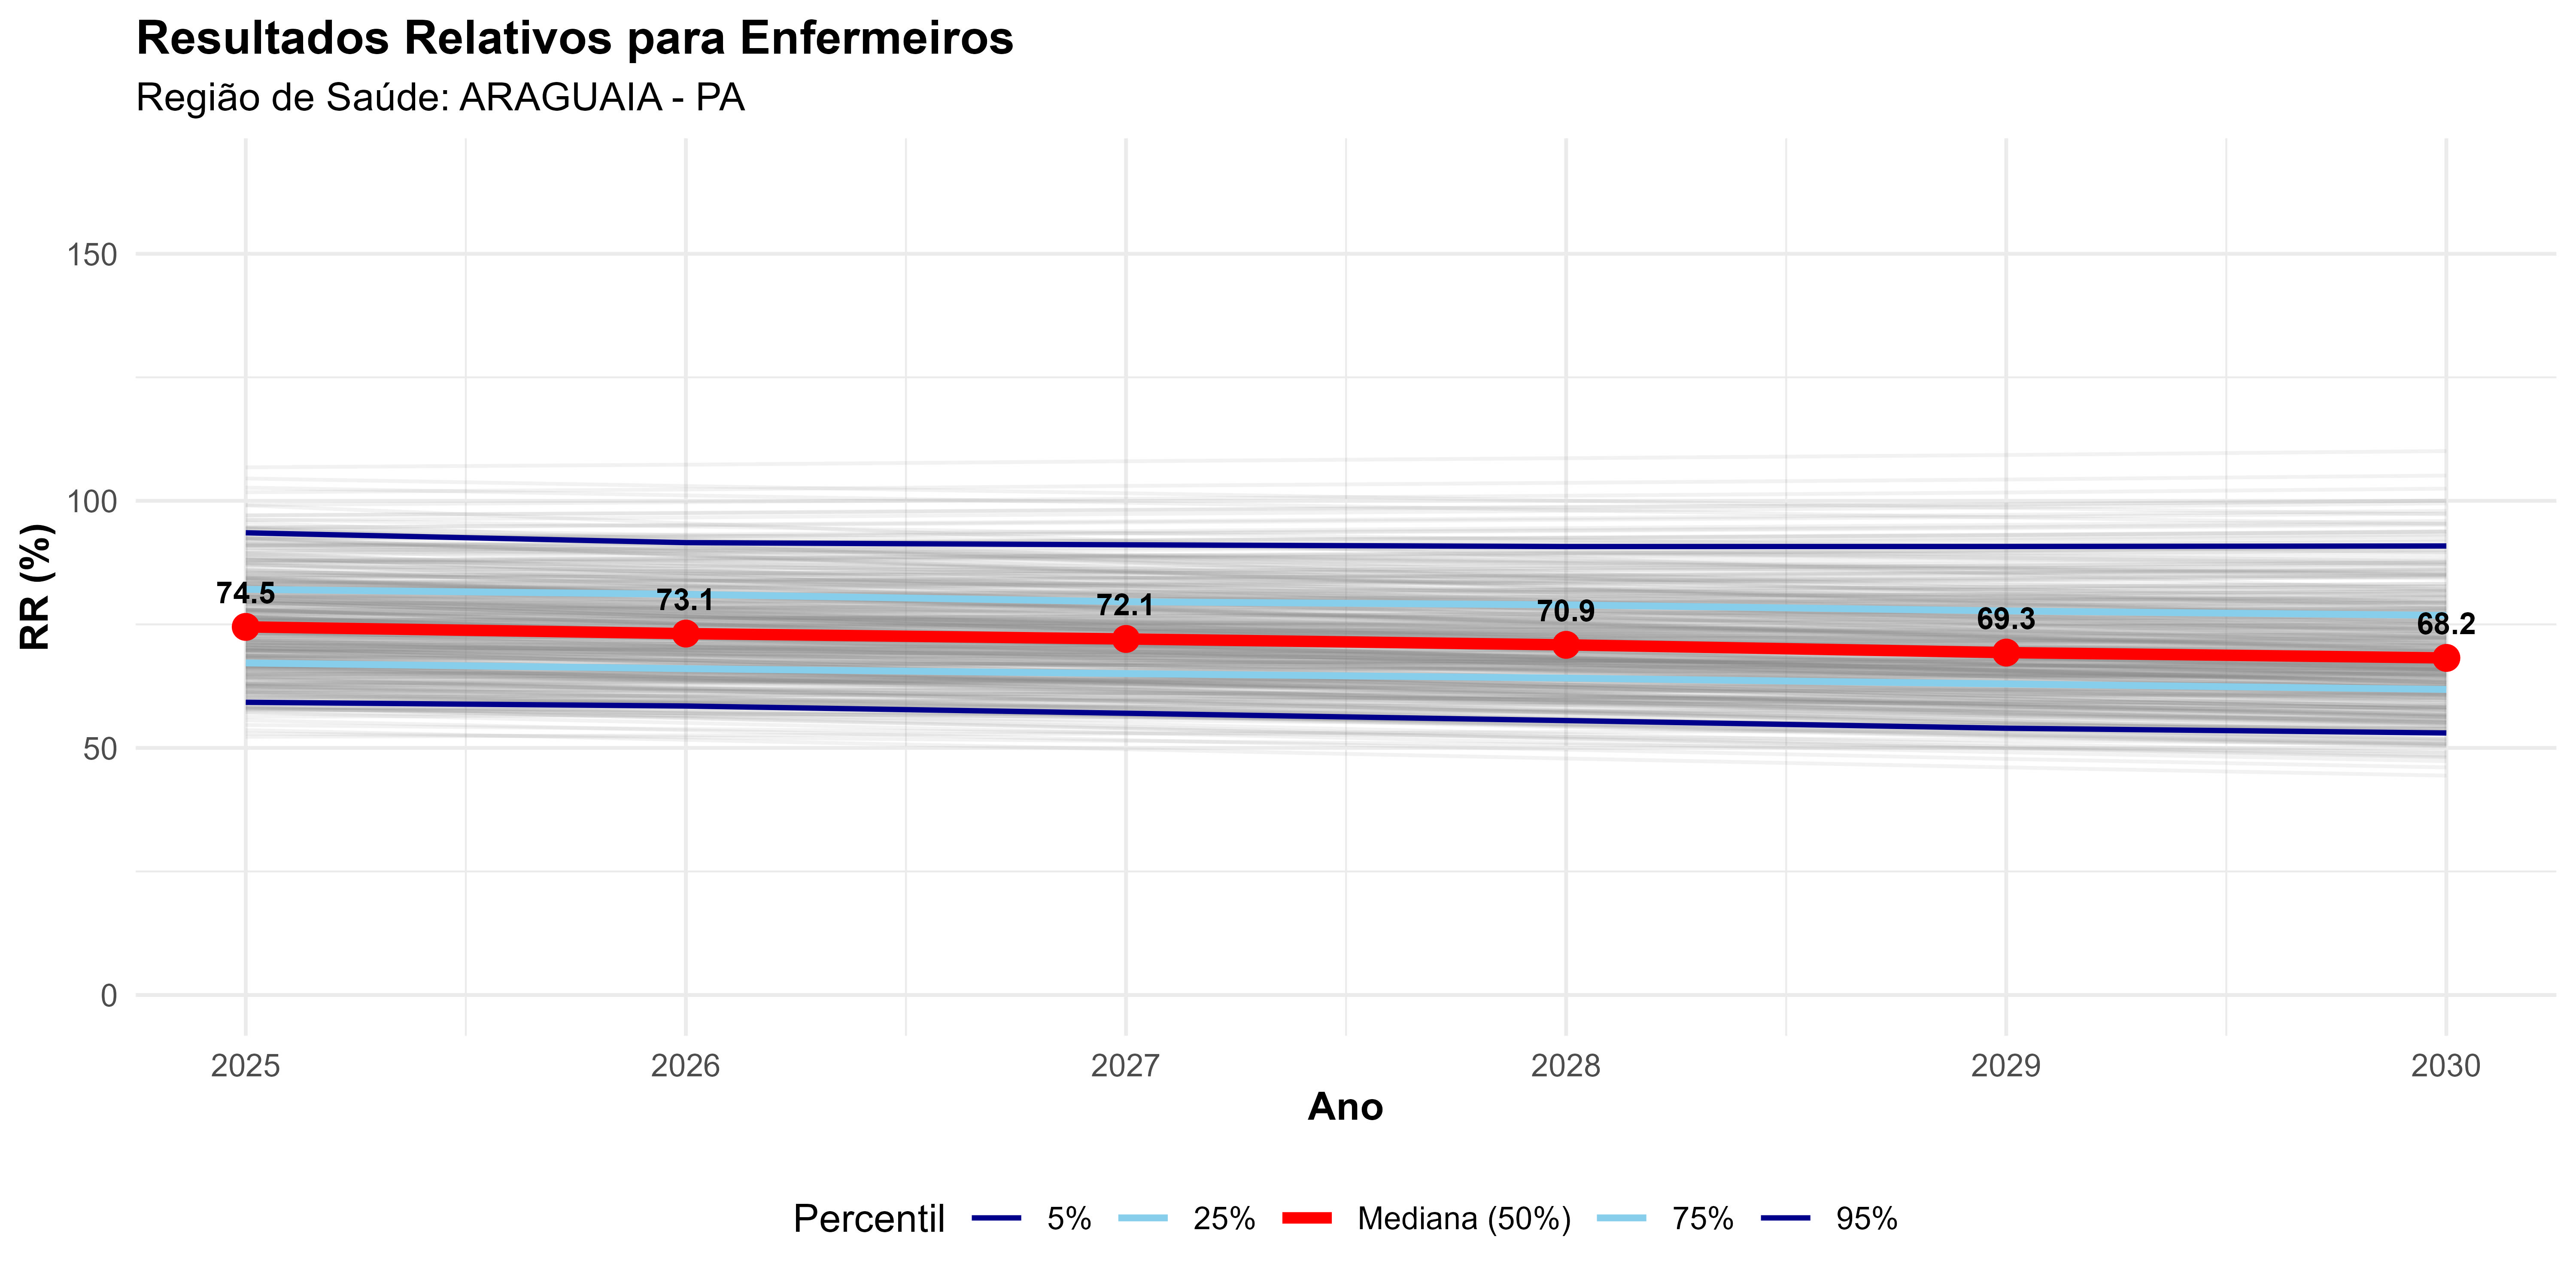 Resultados Relativos para Enfermeiros
Região de Saúde: ARAGUAIA - PA
RR (%)
150
100
50
0
74.5
73.1
72.1
70.9
69.3
68.2
2025 2026 2027 2028 2029 2030
Ano
Percentil 5% 25% Mediana (50%) 75% 95%